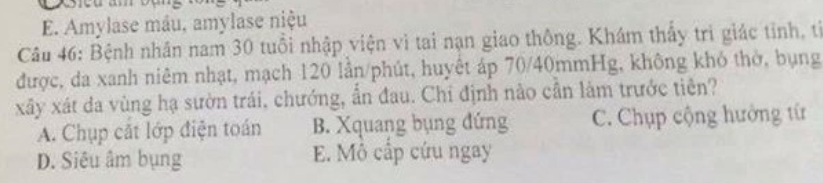 E. Amylase máu, amylase niệu
Câu 46: Bệnh nhân nam 30 tuổi nhập viện vì tai nạn giao thông. Khám thấy tri giác tỉnh,
được, da xanh niêm nhạt, mạch 120 lần/phút, huyết áp 70/40mmHg, không khó thở, bụng
xây xát da vùng hạ sườn trái, chướng, ấn đau. Chỉ định nào cần làm trước tiên?
A. Chụp cắt lớp điện toán B. Xquang bụng đứng C. Chụp cộng hưởng từ
D. Siêu âm bụng E. Mổ cấp cứu ngay